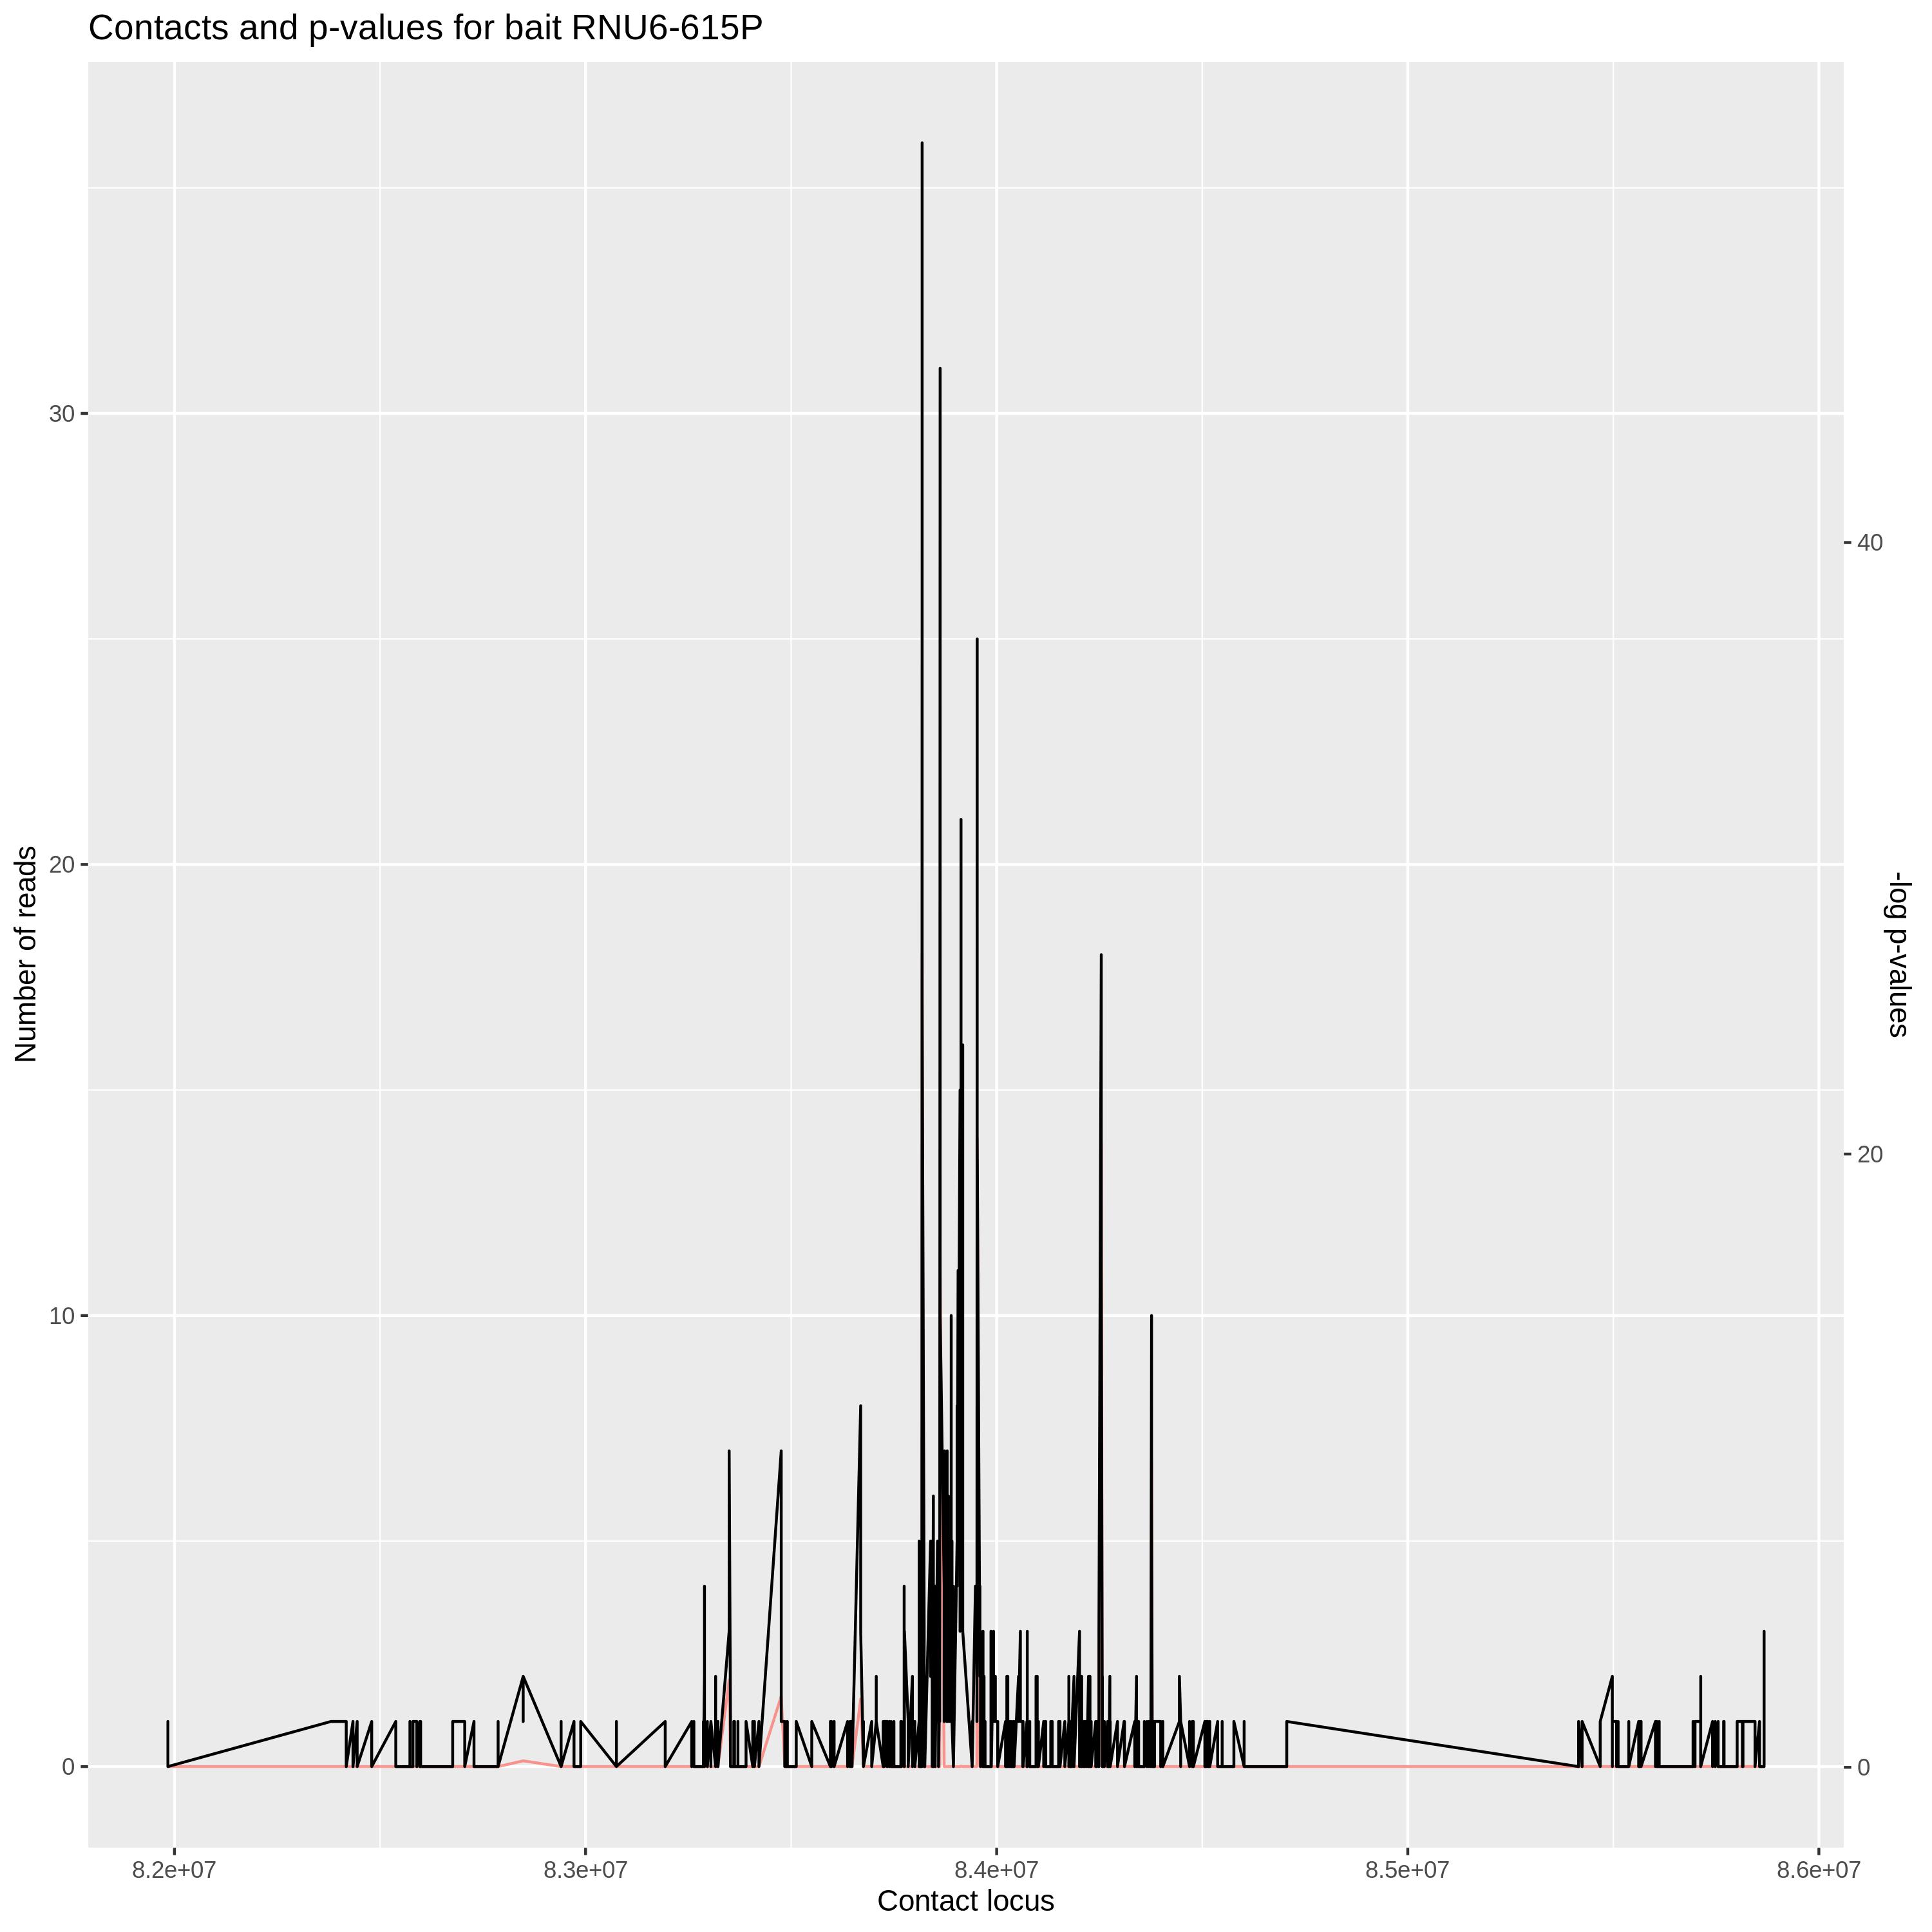 Contacts and p-values for bait RNU6-615P
Number of reads
30
20
10
0
40
20
0
-log p-values
8.2e+07
8.3e+07
8.4e+07
8.5e+07
8.6e+07
Contact locus